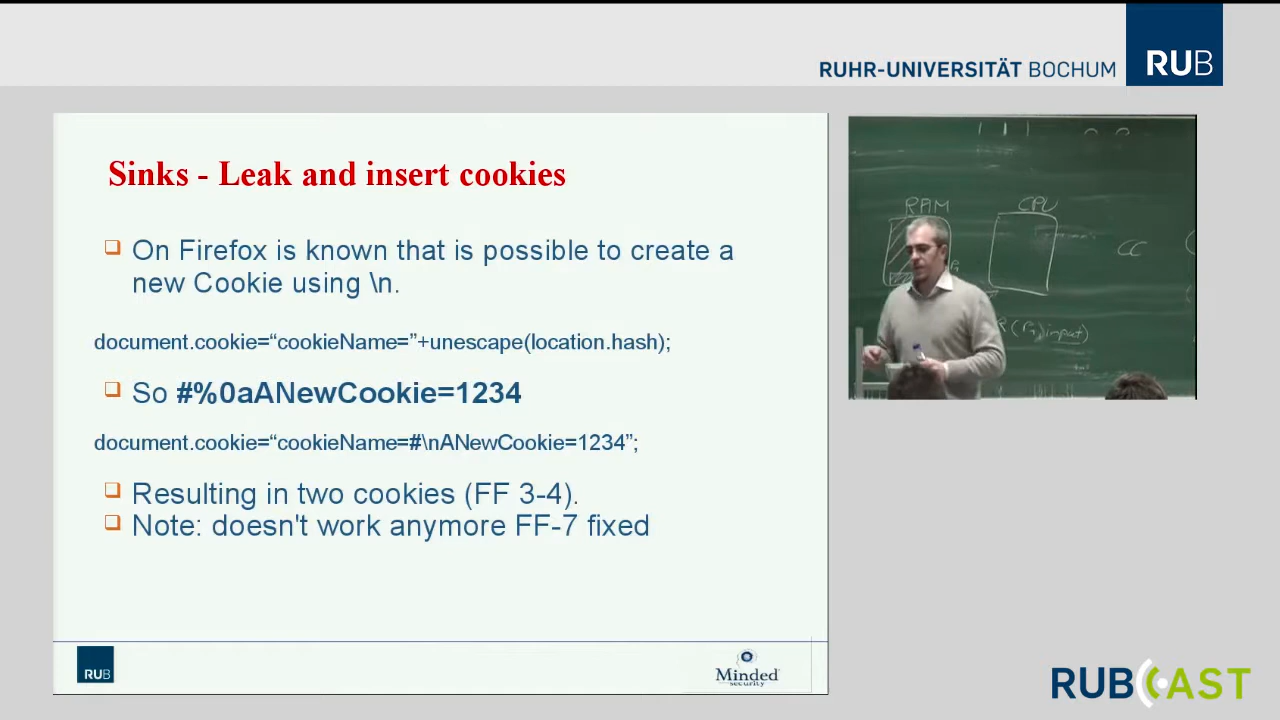 RUHR-UNIVERSITÄT BOCHUM
RUB
Sinks - Leak and insert cookies
On Firefox is known that is possible to create a
new Cookie using \n.
document.cookie=“cookieName=”+unescape(location.hash);
So #%0aANewCookie=1234
document.cookie=“cookieName=#\nANewCookie=1234”;
Resulting in two cookies (FF 3-4).
Note: doesn't work anymore FF-7 fixed
RUB
Minded
security
RAM
CPU
CC
RUBCAST